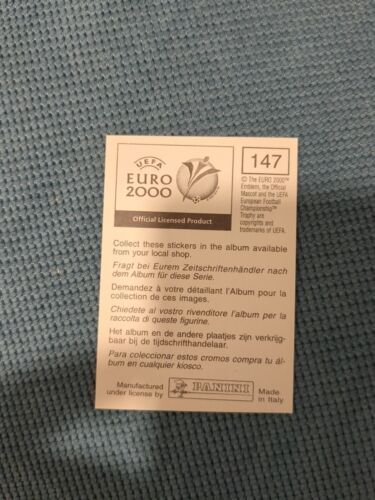 UEFA
EURO
2000
Official Licensed Product
147
© The EURO 2000™
Emblem, the Official
Mascot and the UEFA
European Football
Championship™
Trophy are
copyrights and
trademarks of UEFA.
Collect these stickers in the album available
from your local shop.
Fragt bei Eurem Zeitschriftenhändler nach
dem Album für diese Serie.
Demandez à votre détaillant l'Album pour la
collection de ces images.
Chiedete al vostro rivenditore l'album per la
raccolta di queste figurine.
Het album en de andere plaatjes zijn verkrijg-
baar bij de tijdschrifthandelaar.
Para coleccionar estos cromos compra tu ál-
bum en cualquier kiosco.
Manufactured
under license by
PANINI
Made
in Italy